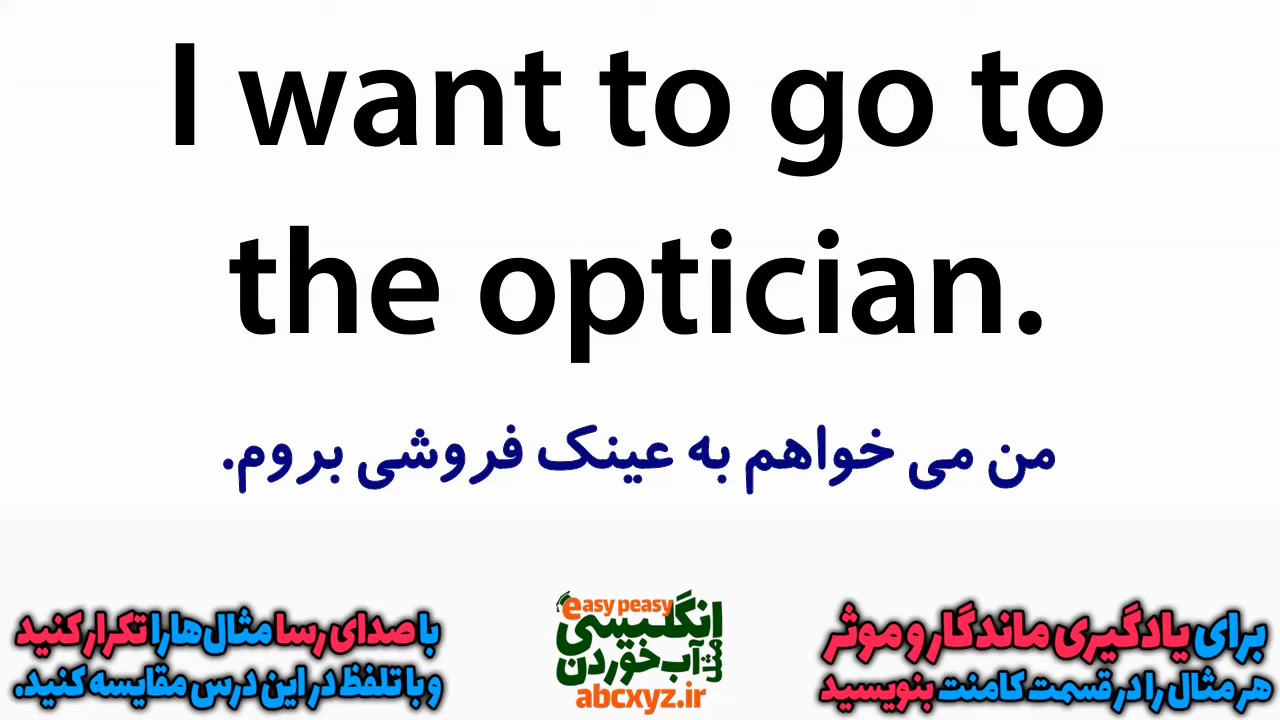 I want to go to
the optician.
من می خواهم به عینک فروشی بروم.
برای یادگیری ماندگار و موثر
هر مثال را در قسمت کامنت بنویسید
easy peasy
انگلیسی
مثل آب خوردن
abcxyz.ir
با صدای رسا مثال‌ها را تکرار کنید
و با تلفظ در این درس مقایسه کنید.